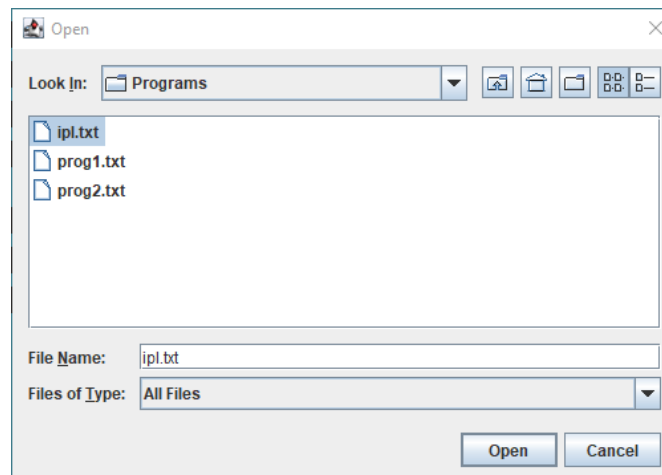 Open
Look In: Programs
ipl.txt
prog1.txt
prog2.txt
File Name: ipl.txt
Files of Type: All Files
Open Cancel